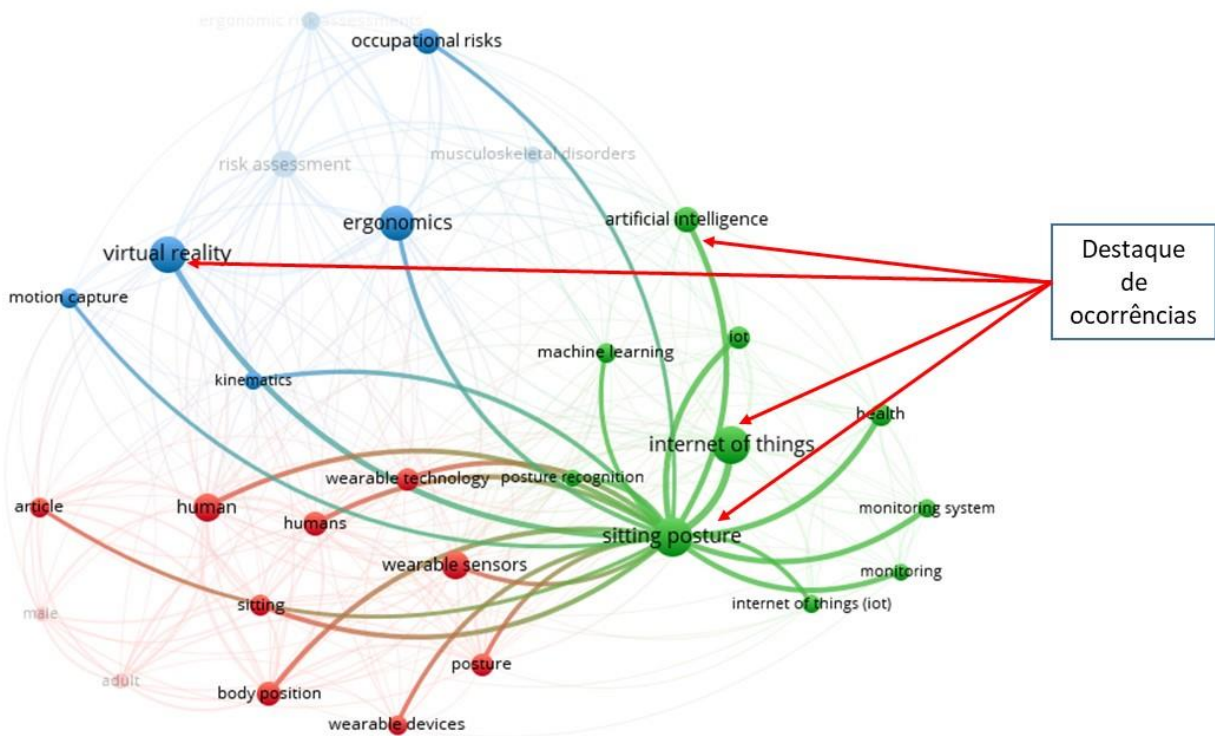 ergonomic risk assessments
occupational risks
risk assessment
musculoskeletal disorders
ergonomics
artificial intelligence
virtual reality
Destaque
de
ocorrências
motion capture
iot
machine learning
kinematics
health
internet of things
wearable technology
posture recognition
article
human
humans
monitoring system
sitting posture
wearable sensors
monitoring
sitting
internet of things (iot)
male
posture
adult
body position
wearable devices